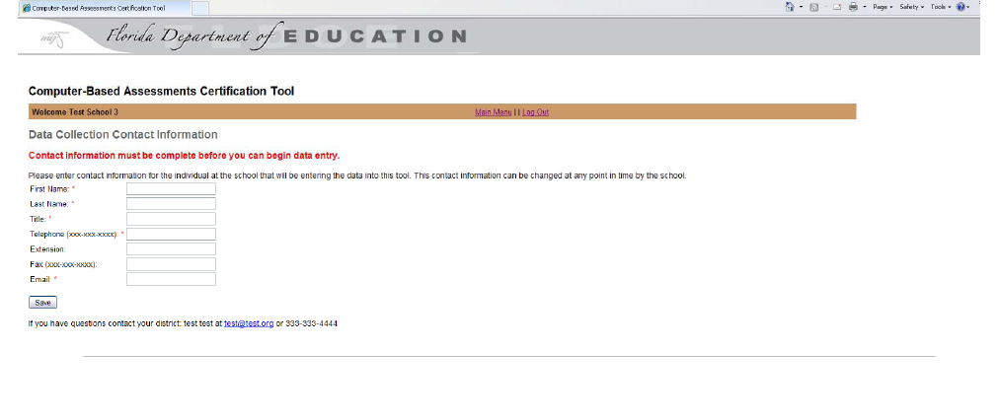 Computer-Based Assessments Certification Tool
Page Safety Tools
Florida Department of EDUCATION
Computer-Based Assessments Certification Tool
Welcome Test School 3 Main Menu || Log Out
Data Collection Contact Information
Contact information must be complete before you can begin data entry.
Please enter contact information for the individual at the school that will be entering the data into this tool. This contact information can be changed at any point in time by the school.
First Name: *
Last Name: *
Title: *
Telephone (xxx-xxx-xxxx): *
Extension:
Fax (xxx-xxx-xxxx):
Email: *
Save
If you have questions contact your district: test test at test@test.org or 333-333-4444